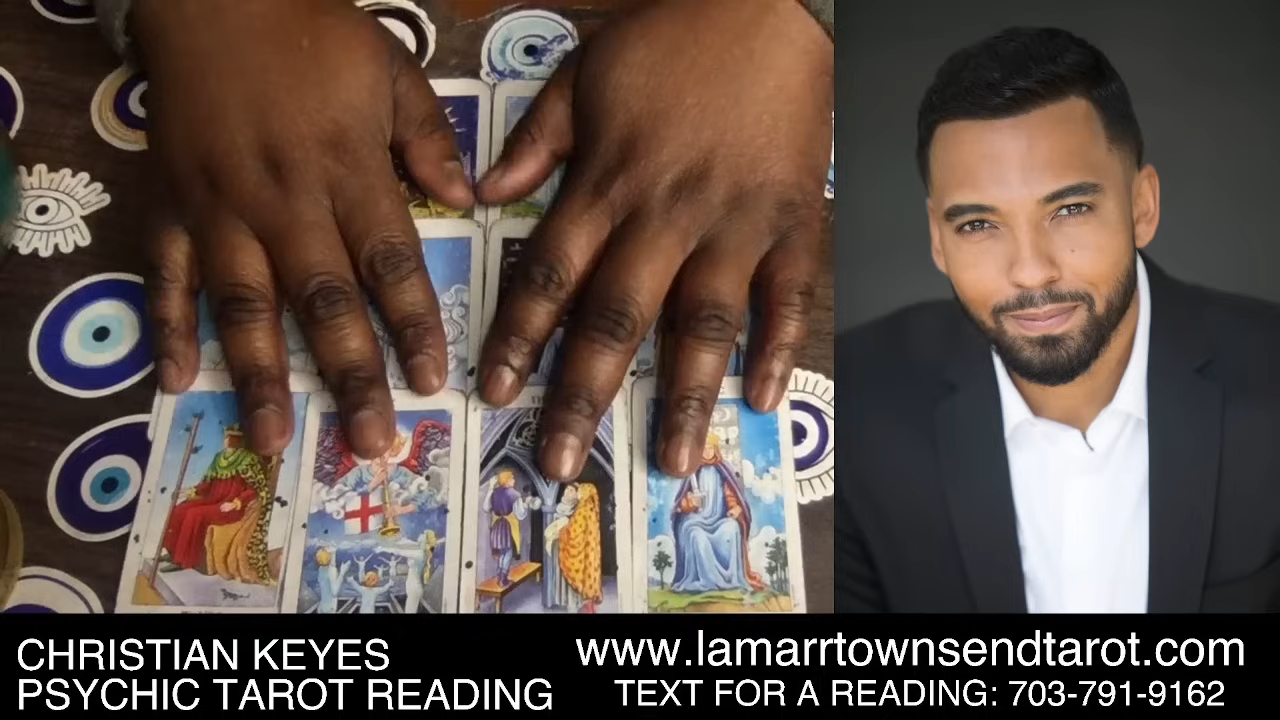 CHRISTIAN KEYES
PSYCHIC TAROT READING
www.lamarrtownsendtarot.com
TEXT FOR A READING: 703-791-9162